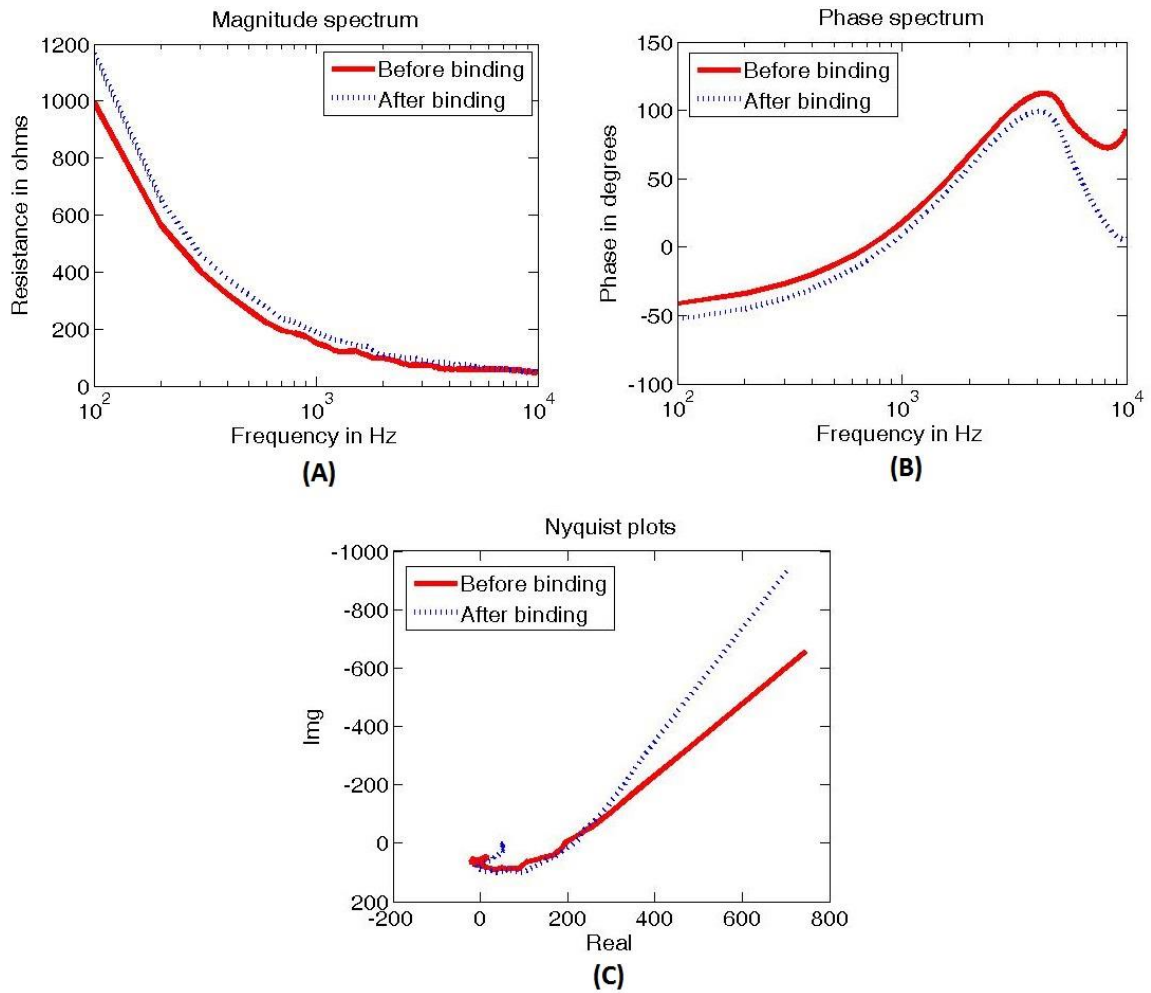 Magnitude spectrum
1200
1000
800
600
400
200
0
Resistance in ohms
Before binding
After binding
10^2
10^3
10^4
Frequency in Hz
(A)
Phase spectrum
150
100
50
0
-50
-100
Phase in degrees
Before binding
After binding
10^2
10^3
10^4
Frequency in Hz
(B)
Nyquist plots
-1000
-800
-600
-400
-200
0
200
Img
Before binding
After binding
-200
0
200
400
600
800
Real
(C)